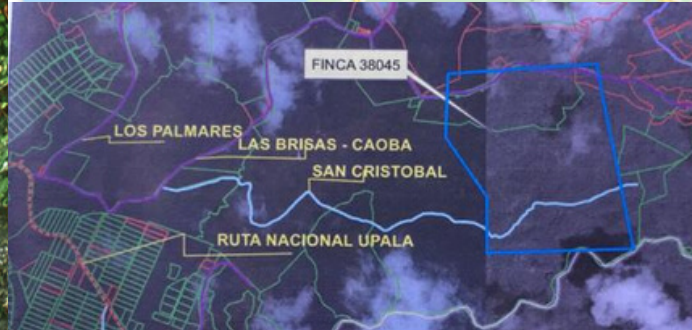 FINCA 38045
LOS PALMARES
LAS BRISAS - CAOBA
SAN CRISTOBAL
RUTA NACIONAL UPALA